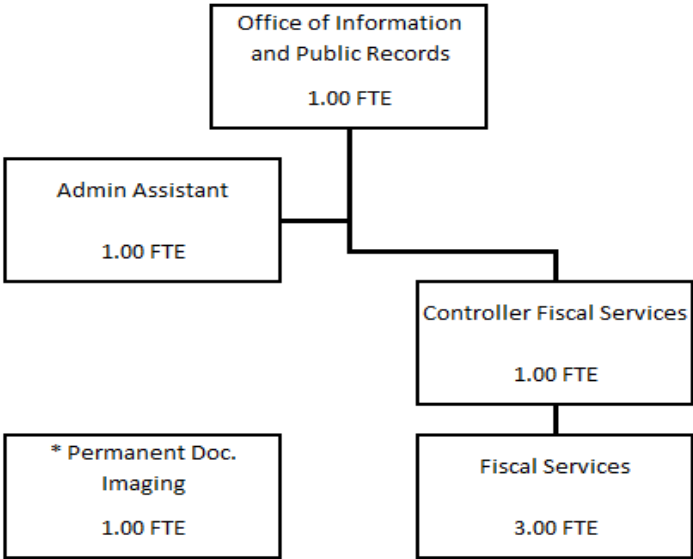 Office of Information
and Public Records
1.00 FTE
Admin Assistant
1.00 FTE
Controller Fiscal Services
1.00 FTE
* Permanent Doc.
Imaging
1.00 FTE
Fiscal Services
3.00 FTE